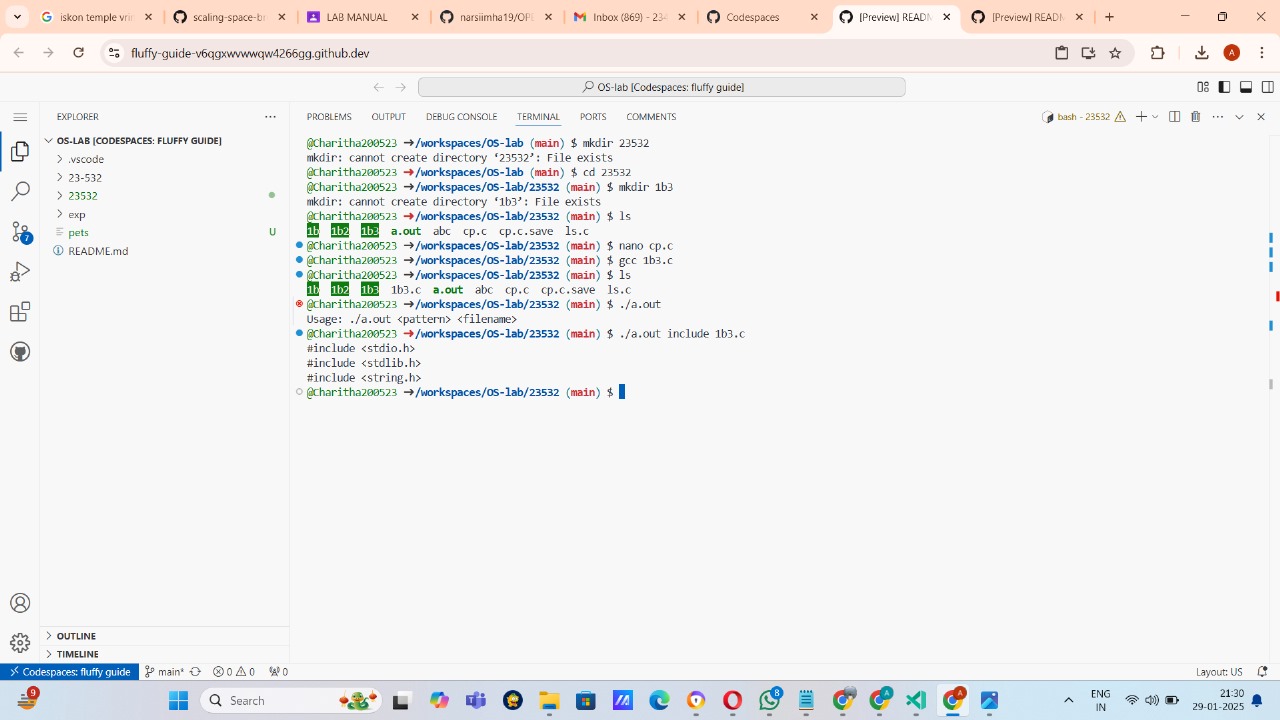 iskon temple vrin
scaling-space-br
LAB MANUAL
narsimha19/OPE
Inbox (869) - 234
Codespaces
[Preview] READM
[Preview] READM
fluffy-guide-v6qgxwvwwqw4266gg.github.dev
A
OS-lab [Codespaces: fluffy guide]
EXPLORER
PROBLEMS OUTPUT DEBUG CONSOLE TERMINAL PORTS COMMENTS
bash - 23532
OS-LAB [CODESPACES: FLUFFY GUIDE]
.vscode
23-532
23532
exp
pets U
README.md
7
@Charitha200523 ➜/workspaces/OS-lab (main) $ mkdir 23532
mkdir: cannot create directory ‘23532’: File exists
@Charitha200523 ➜/workspaces/OS-lab (main) $ cd 23532
@Charitha200523 ➜/workspaces/OS-lab/23532 (main) $ mkdir 1b3
mkdir: cannot create directory ‘1b3’: File exists
@Charitha200523 ➜/workspaces/OS-lab/23532 (main) $ ls
1b 1b2 1b3 a.out abc cp.c cp.c.save ls.c
@Charitha200523 ➜/workspaces/OS-lab/23532 (main) $ nano cp.c
@Charitha200523 ➜/workspaces/OS-lab/23532 (main) $ gcc 1b3.c
@Charitha200523 ➜/workspaces/OS-lab/23532 (main) $ ls
1b 1b2 1b3 1b3.c a.out abc cp.c cp.c.save ls.c
@Charitha200523 ➜/workspaces/OS-lab/23532 (main) $ ./a.out
Usage: ./a.out <pattern> <filename>
@Charitha200523 ➜/workspaces/OS-lab/23532 (main) $ ./a.out include 1b3.c
#include <stdio.h>
#include <stdlib.h>
#include <string.h>
@Charitha200523 ➜/workspaces/OS-lab/23532 (main) $
OUTLINE
TIMELINE
Codespaces: fluffy guide main* 0 0 0
Layout: US
9
Search
8
A
A
ENG
IN
21:30
29-01-2025